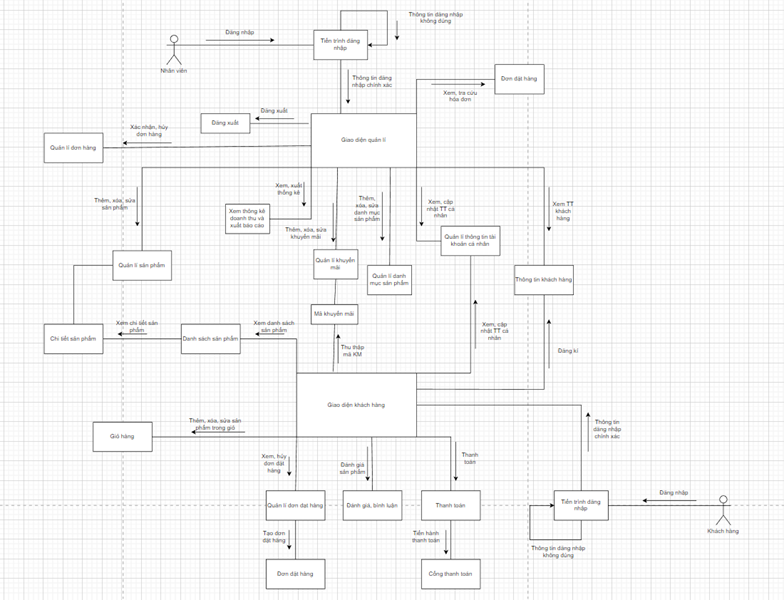 Thông tin đăng nhập
không đúng
Đăng nhập
Tiến trình đăng
nhập
Nhân viên
Thông tin đăng
nhập chính xác
Đơn đặt hàng
Xem, tra cứu
hóa đơn
Đăng xuất
Đăng xuất
Xác nhận, hủy
đơn hàng
Giao diện quản lí
Quản lí đơn hàng
Thêm, xóa, sửa
sản phẩm
Xem, xuất
thống kê
Thêm,
xóa, sửa
danh mục
sản phẩm
Xem, cập
nhật TT cá
nhân
Xem TT
khách
hàng
Xem thống kê
doanh thu và
xuất báo cáo
Thêm, xóa, sửa
khuyến mãi
Quản lí thông tin tài
khoản cá nhân
Quản lí sản phẩm
Quản lí khuyến
mãi
Quản lí danh
mục sản phẩm
Thông tin khách hàng
Mã khuyến mãi
Xem chi tiết sản
phẩm
Xem danh sách
sản phẩm
Chi tiết sản phẩm
Danh sách sản phẩm
Thu thập
mã KM
Xem, cập
nhật TT cá
nhân
Đăng kí
Giao diện khách hàng
Thêm, xóa, sửa sản
phẩm trong giỏ
Giỏ hàng
Thông tin
đăng nhập
chính xác
Xem, hủy
đơn đặt
hàng
Đánh giá
sản phẩm
Thanh
toán
Đăng nhập
Quản lí đơn đặt hàng
Đánh giá, bình luận
Thanh toán
Tiến trình đăng
nhập
Khách hàng
Tạo đơn
đặt hàng
Tiến hành
thanh toán
Thông tin đăng nhập
không đúng
Đơn đặt hàng
Cổng thanh toán